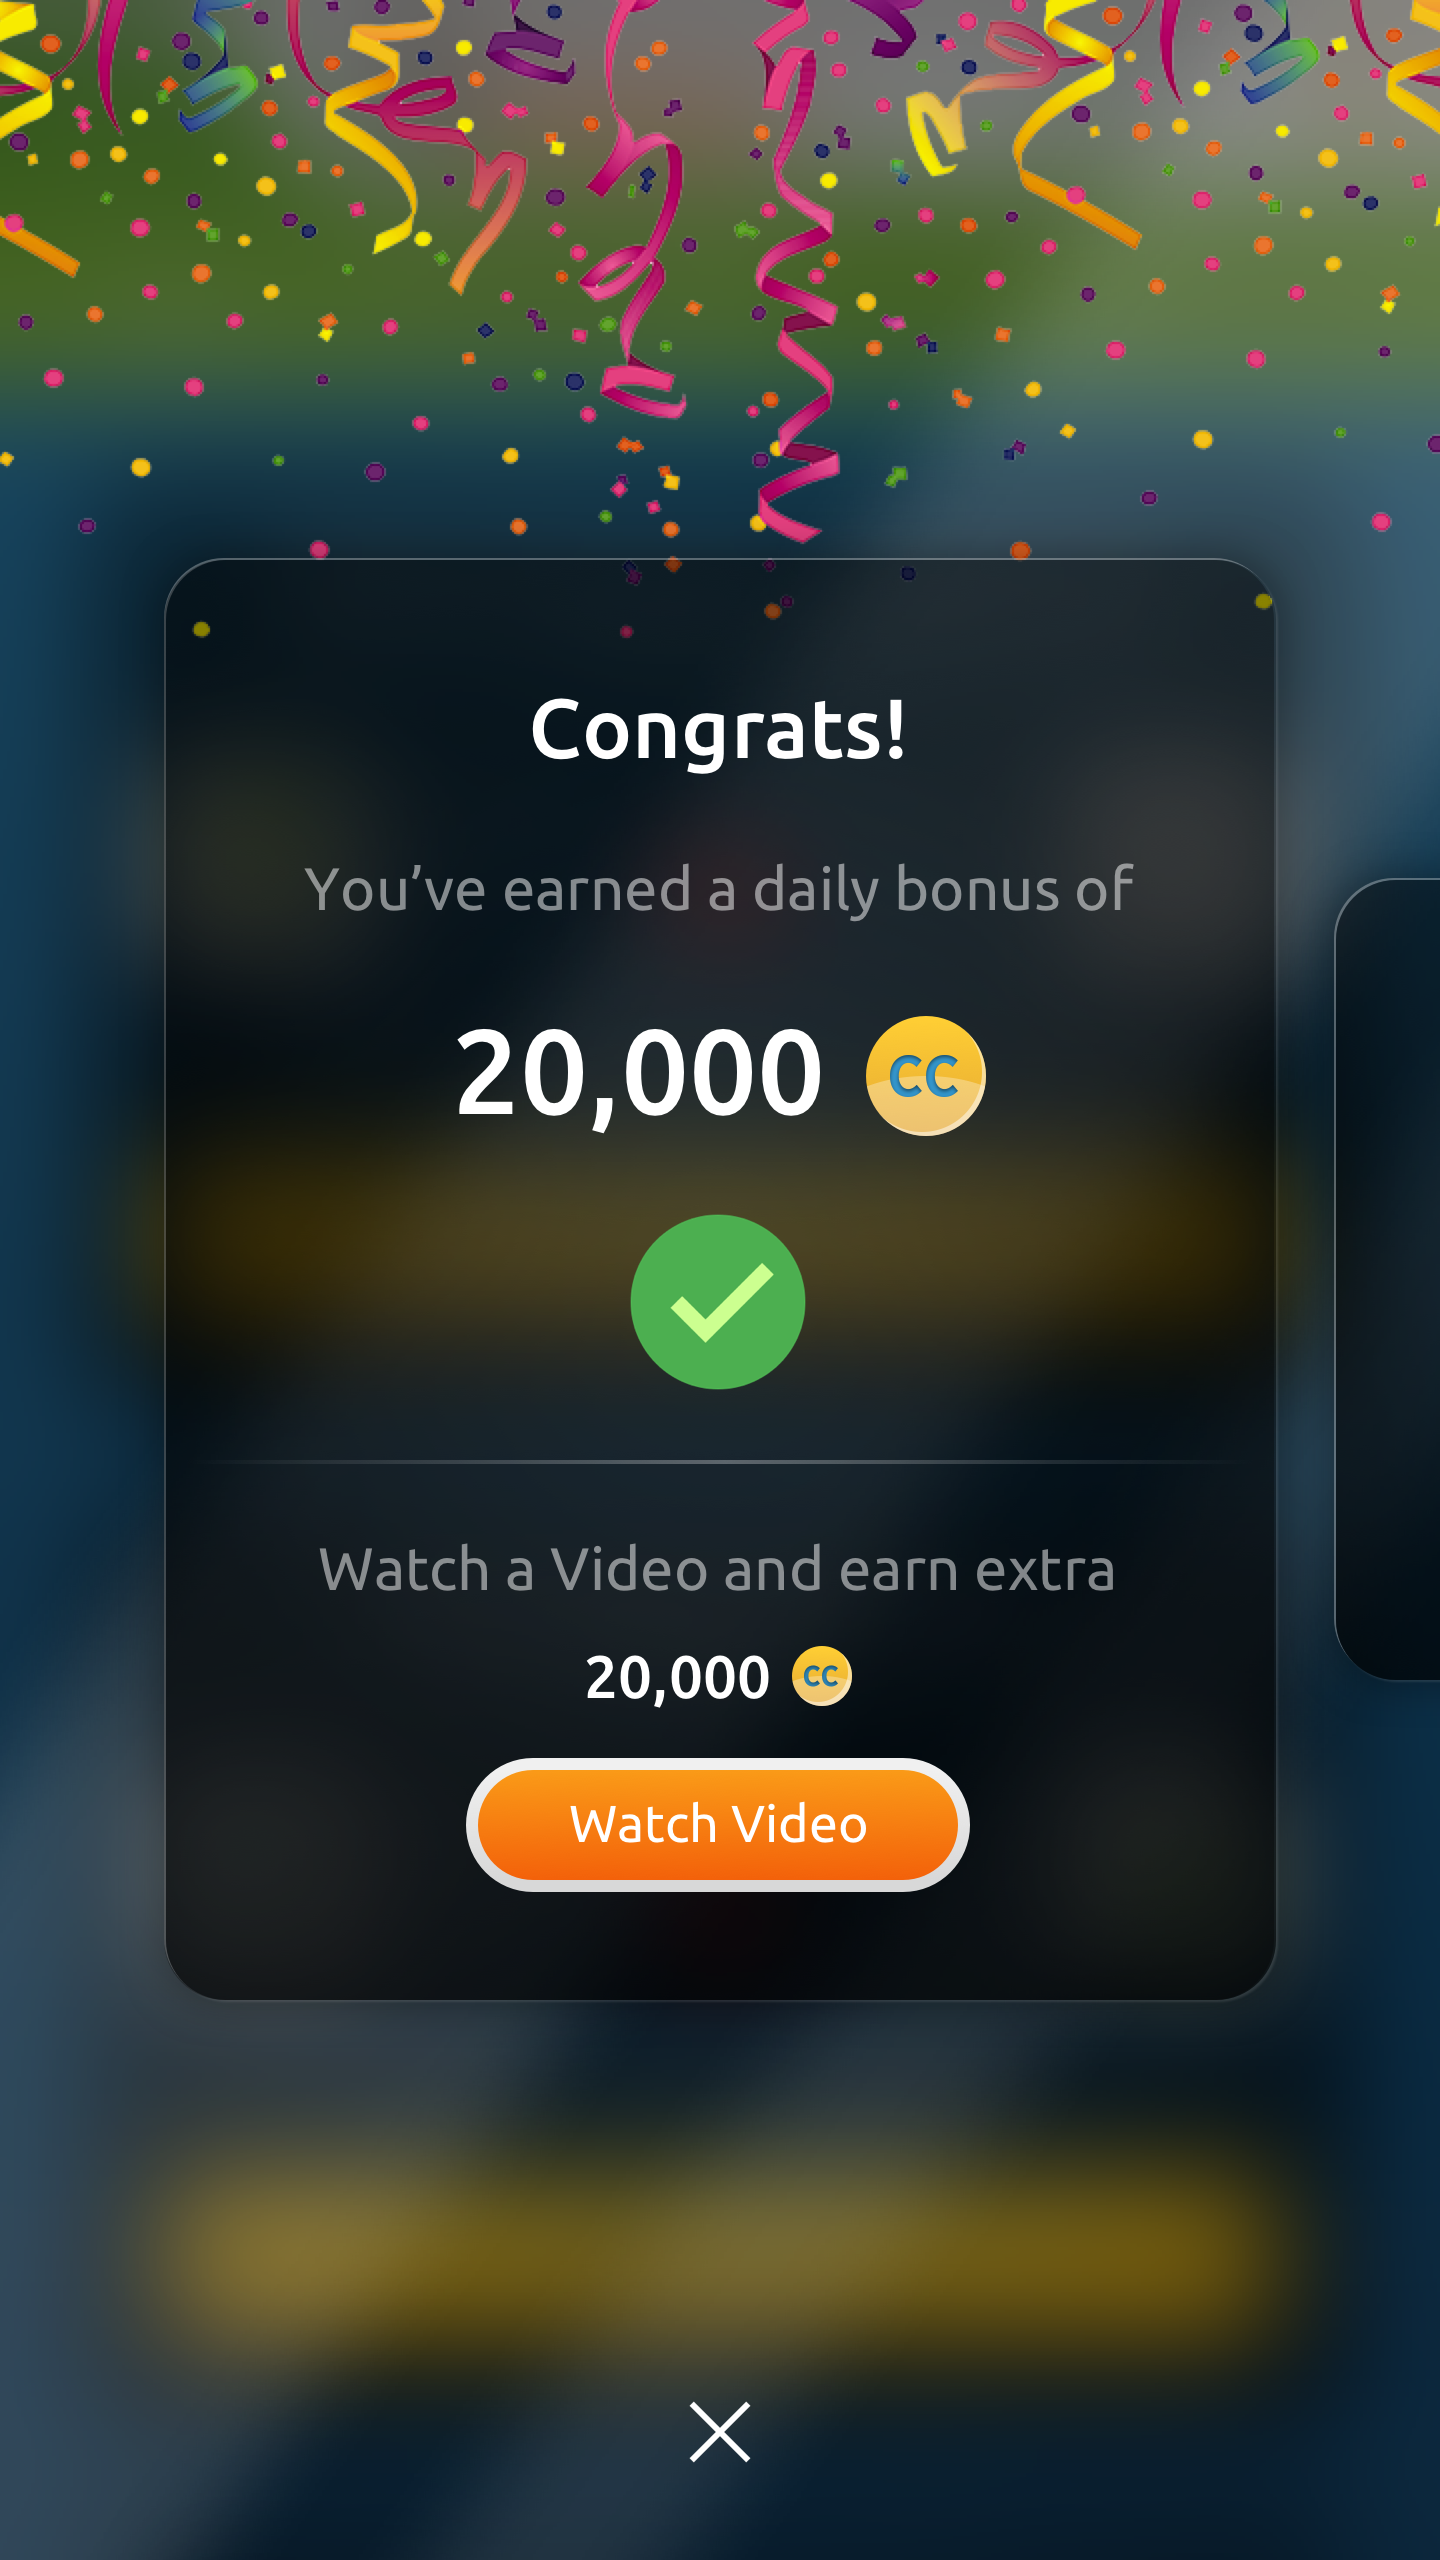 Congrats!
You’ve earned a daily bonus of
20,000 CC
Watch a Video and earn extra
20,000 CC
Watch Video